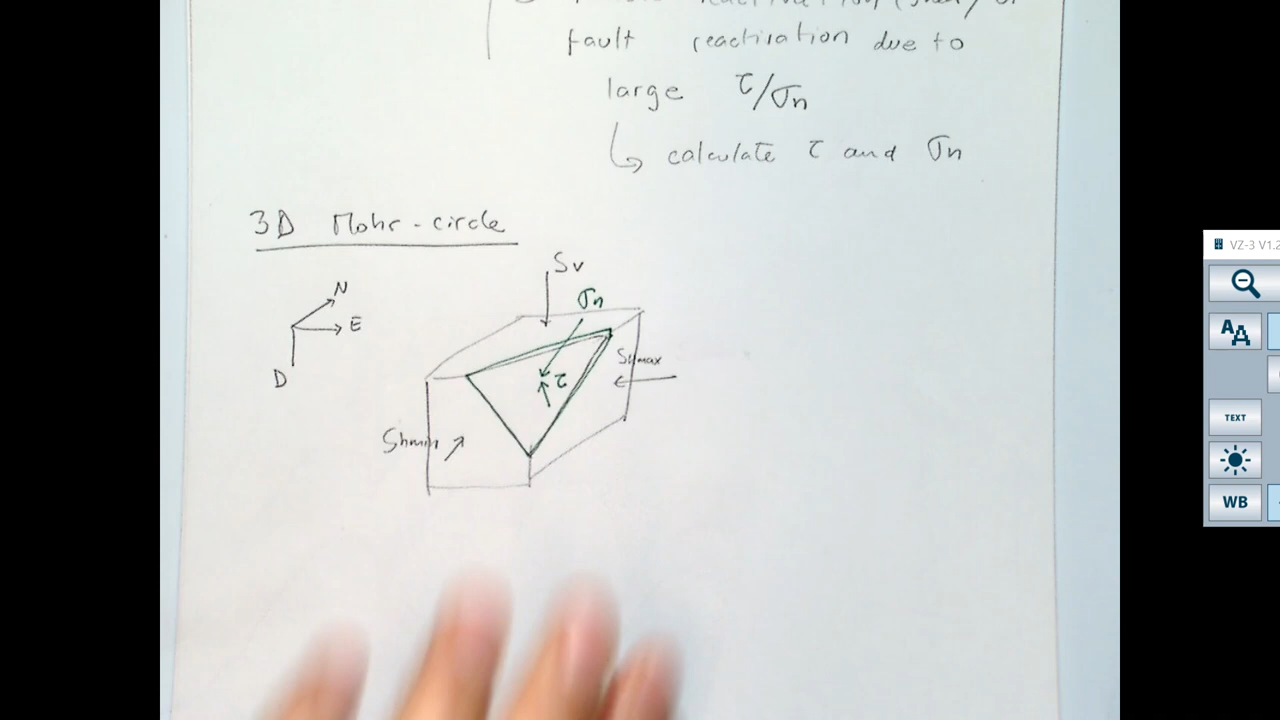 fault reactivation due to
large τ/σn
↳ calculate τ and σn
3D Mohr-circle
Sv
σn
N
E
SHmax
τ
D
Shmin
VZ-3 V1.2
AA
TEXT
WB